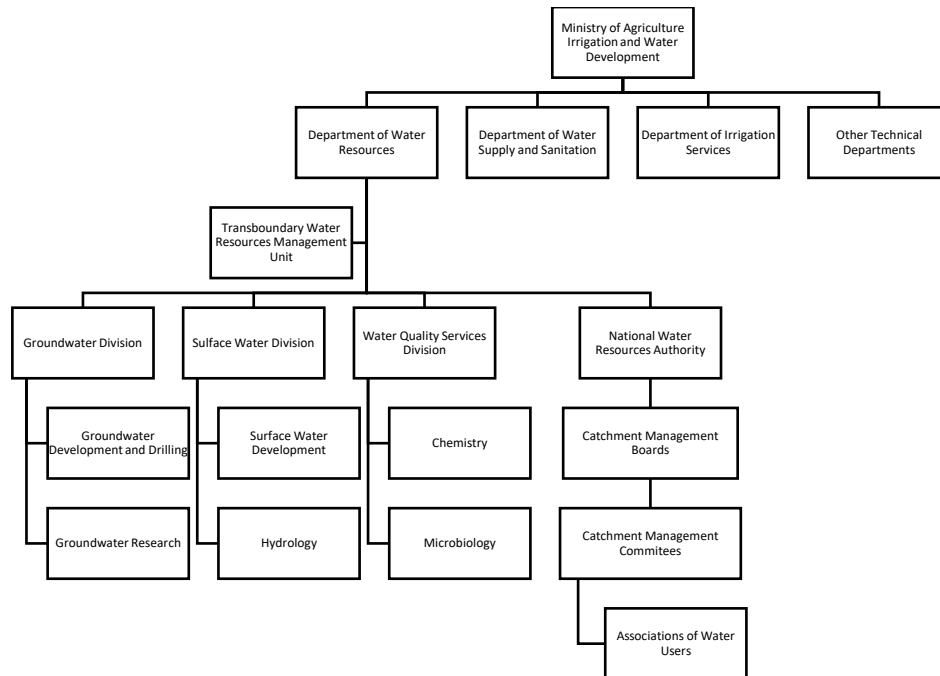 Ministry of Agriculture
Irrigation and Water
Development
Department of Water
Resources
Department of Water
Supply and Sanitation
Department of Irrigation
Services
Other Technical
Departments
Transboundary Water
Resources Management
Unit
Groundwater Division
Sulface Water Division
Water Quality Services
Division
National Water
Resources Authority
Groundwater
Development and Drilling
Surface Water
Development
Chemistry
Catchment Management
Boards
Groundwater Research
Hydrology
Microbiology
Catchment Management
Commitees
Associations of Water
Users